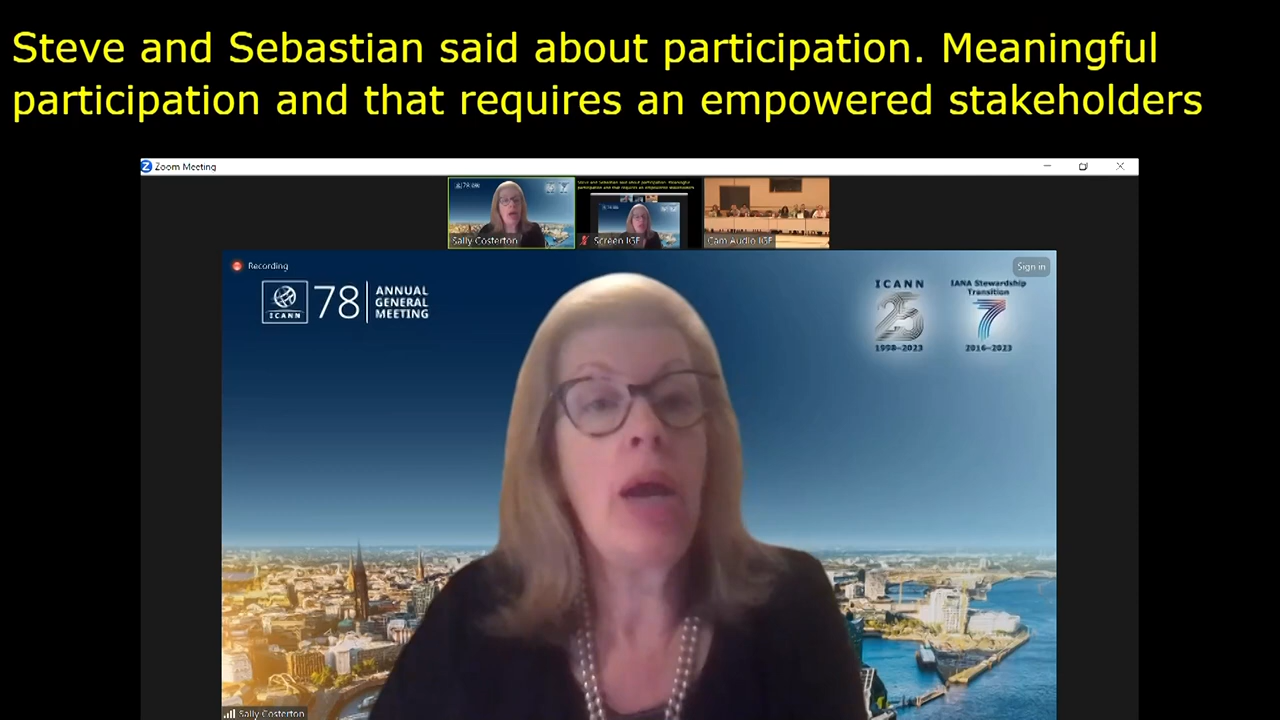 Steve and Sebastian said about participation. Meaningful
participation and that requires an empowered stakeholders
Zoom Meeting
Sally Costerton
Screen IGF
Cam Audio IGF
Recording
Sign in
ICANN
78
ANNUAL
GENERAL
MEETING
ICANN
25
1998–2023
IANA Stewardship
Transition
7
2016–2023
Sally Costerton